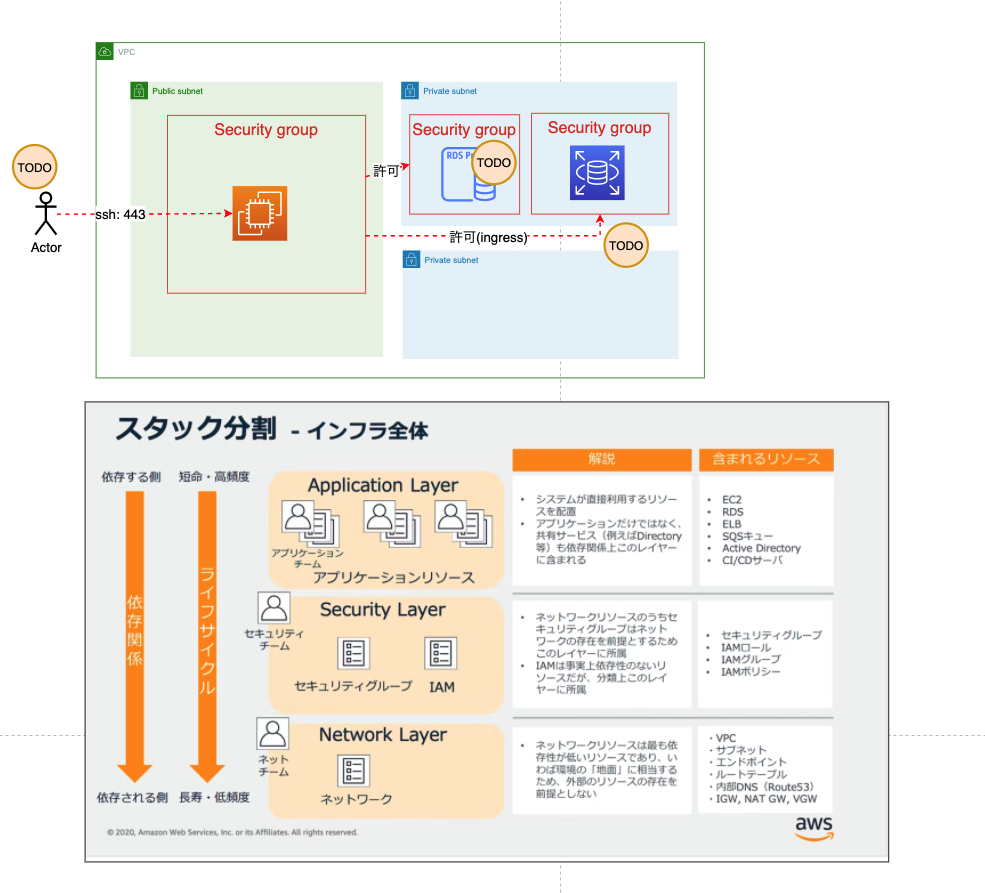 VPC
Public subnet
Private subnet
Security group
Security group
Security group
TODO
RDS P
TODO
許可
ssh: 443
Actor
許可(ingress)
TODO
Private subnet
スタック分割 - インフラ全体
解説
含まれるリソース
依存する側
短命・高頻度
依存関係
ライフサイクル
依存される側
長寿・低頻度
Application Layer
アプリケーション
チーム
アプリケーションリソース
• システムが直接利用するリソー
スを配置
• アプリケーションだけではなく、
共有サービス（例えばDirectory
等）も依存関係上このレイヤー
に含まれる
• EC2
• RDS
• ELB
• SQSキュー
• Active Directory
• CI/CDサーバ
Security Layer
セキュリティ
チーム
セキュリティグループ
IAM
• ネットワークリソースのうちセ
キュリティグループはネット
ワークの存在を前提とするため
このレイヤーに所属
• IAMは事実上依存性のないリ
ソースだが、分類上このレイ
ヤーに所属
• セキュリティグループ
• IAMロール
• IAMグループ
• IAMポリシー
Network Layer
ネット
チーム
ネットワーク
• ネットワークリソースは最も依
存性が低いリソースであり、い
わば環境の「地面」に相当する
ため、外部のリソースの存在を
前提としない
・VPC
・サブネット
・エンドポイント
・ルートテーブル
・内部DNS（Route53）
・IGW, NAT GW, VGW
© 2020, Amazon Web Services, Inc. or its Affiliates. All rights reserved.
aws